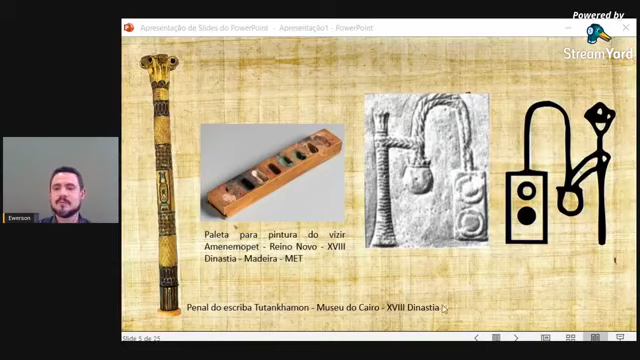 Powered by
StreamYard
Apresentação de Slides do PowerPoint - Apresentação1 - PowerPoint
Ewerson
Paleta para pintura do vizir
Amenemopet - Reino Novo - XVIII
Dinastia - Madeira - MET
Penal do escriba Tutankhamon - Museu do Cairo - XVIII Dinastia
Slide 5 de 25